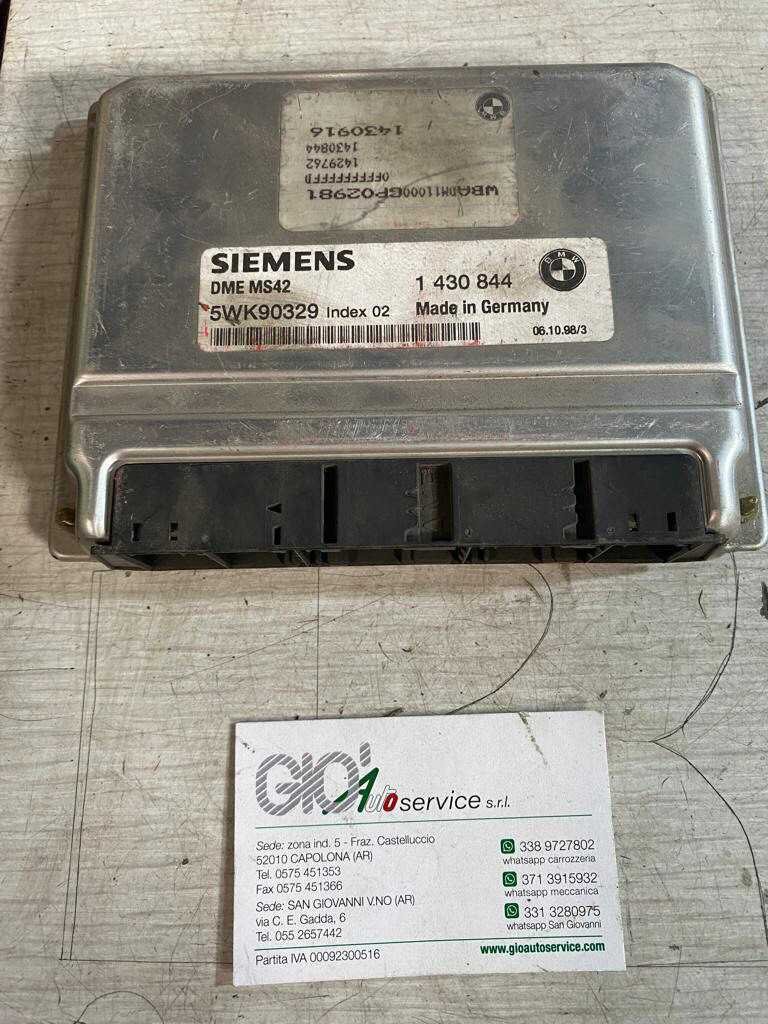 WBADM11000GP02981
1429762
1430844
1430916
SIEMENS
DME MS42 1 430 844
BMW
5WK90329 Index 02 Made in Germany
06.10.98/3
GIO' Auto service s.r.l.
Sede: zona ind. 5 - Fraz. Castelluccio
52010 CAPOLONA (AR)
Tel. 0575 451353
Fax 0575 451366
Sede: SAN GIOVANNI V.NO (AR)
via C. E. Gadda, 6
Tel. 055 2657442
Partita IVA 00092300516
338 9727802
whatsapp carrozzeria
371 3915932
whatsapp meccanica
331 3280975
whatsapp San Giovanni
www.gioautoservice.com